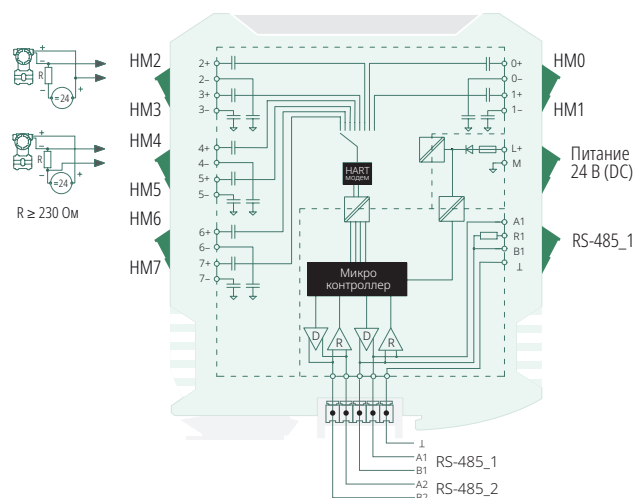 +
–
R
–
=24
+
+
–
R
–
=24
+
R ≥ 230 Ом
HM2
HM3
HM4
HM5
HM6
HM7
2+
2–
3+
3–
4+
4–
5+
5–
6+
6–
7+
7–
HART
модем
Микро
контроллер
D
R
D
R
0+
0–
1+
1–
L+
M
A1
R1
B1
⊥
HM0
HM1
Питание
24 В (DC)
RS-485_1
⊥
A1
B1
RS-485_1
A2
B2
RS-485_2